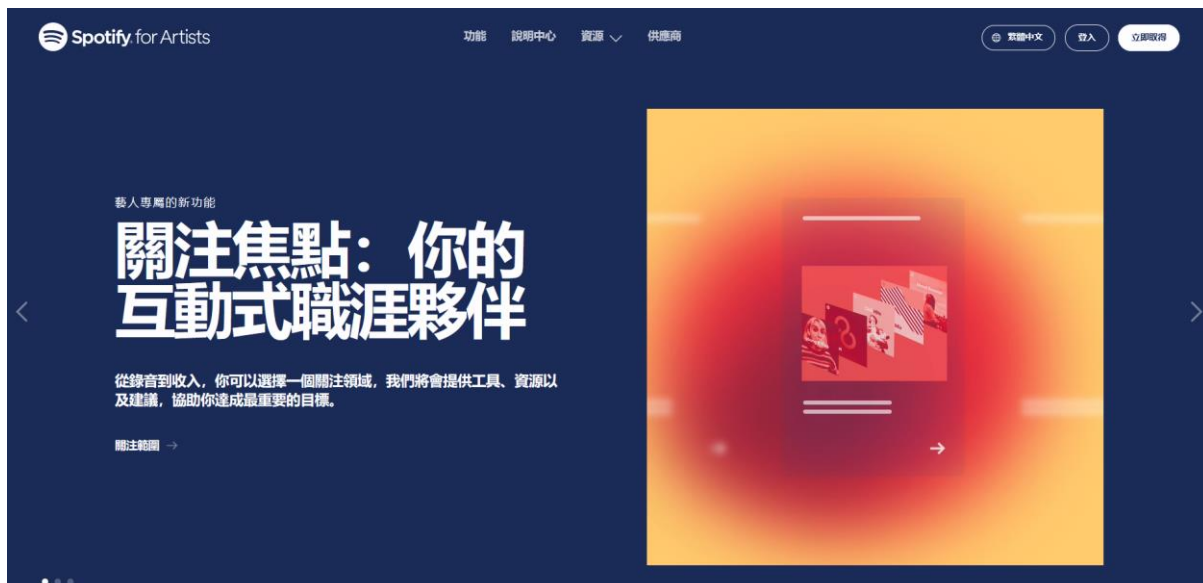 Spotify for Artists
功能 說明中心 資源 供應商
繁體中文 登入 立即取得
藝人專屬的新功能
關注焦點：你的
互動式職涯夥伴
從錄音到收入，你可以選擇一個關注領域，我們將會提供工具、資源以
及建議，協助你達成最重要的目標。
關注範圍 →